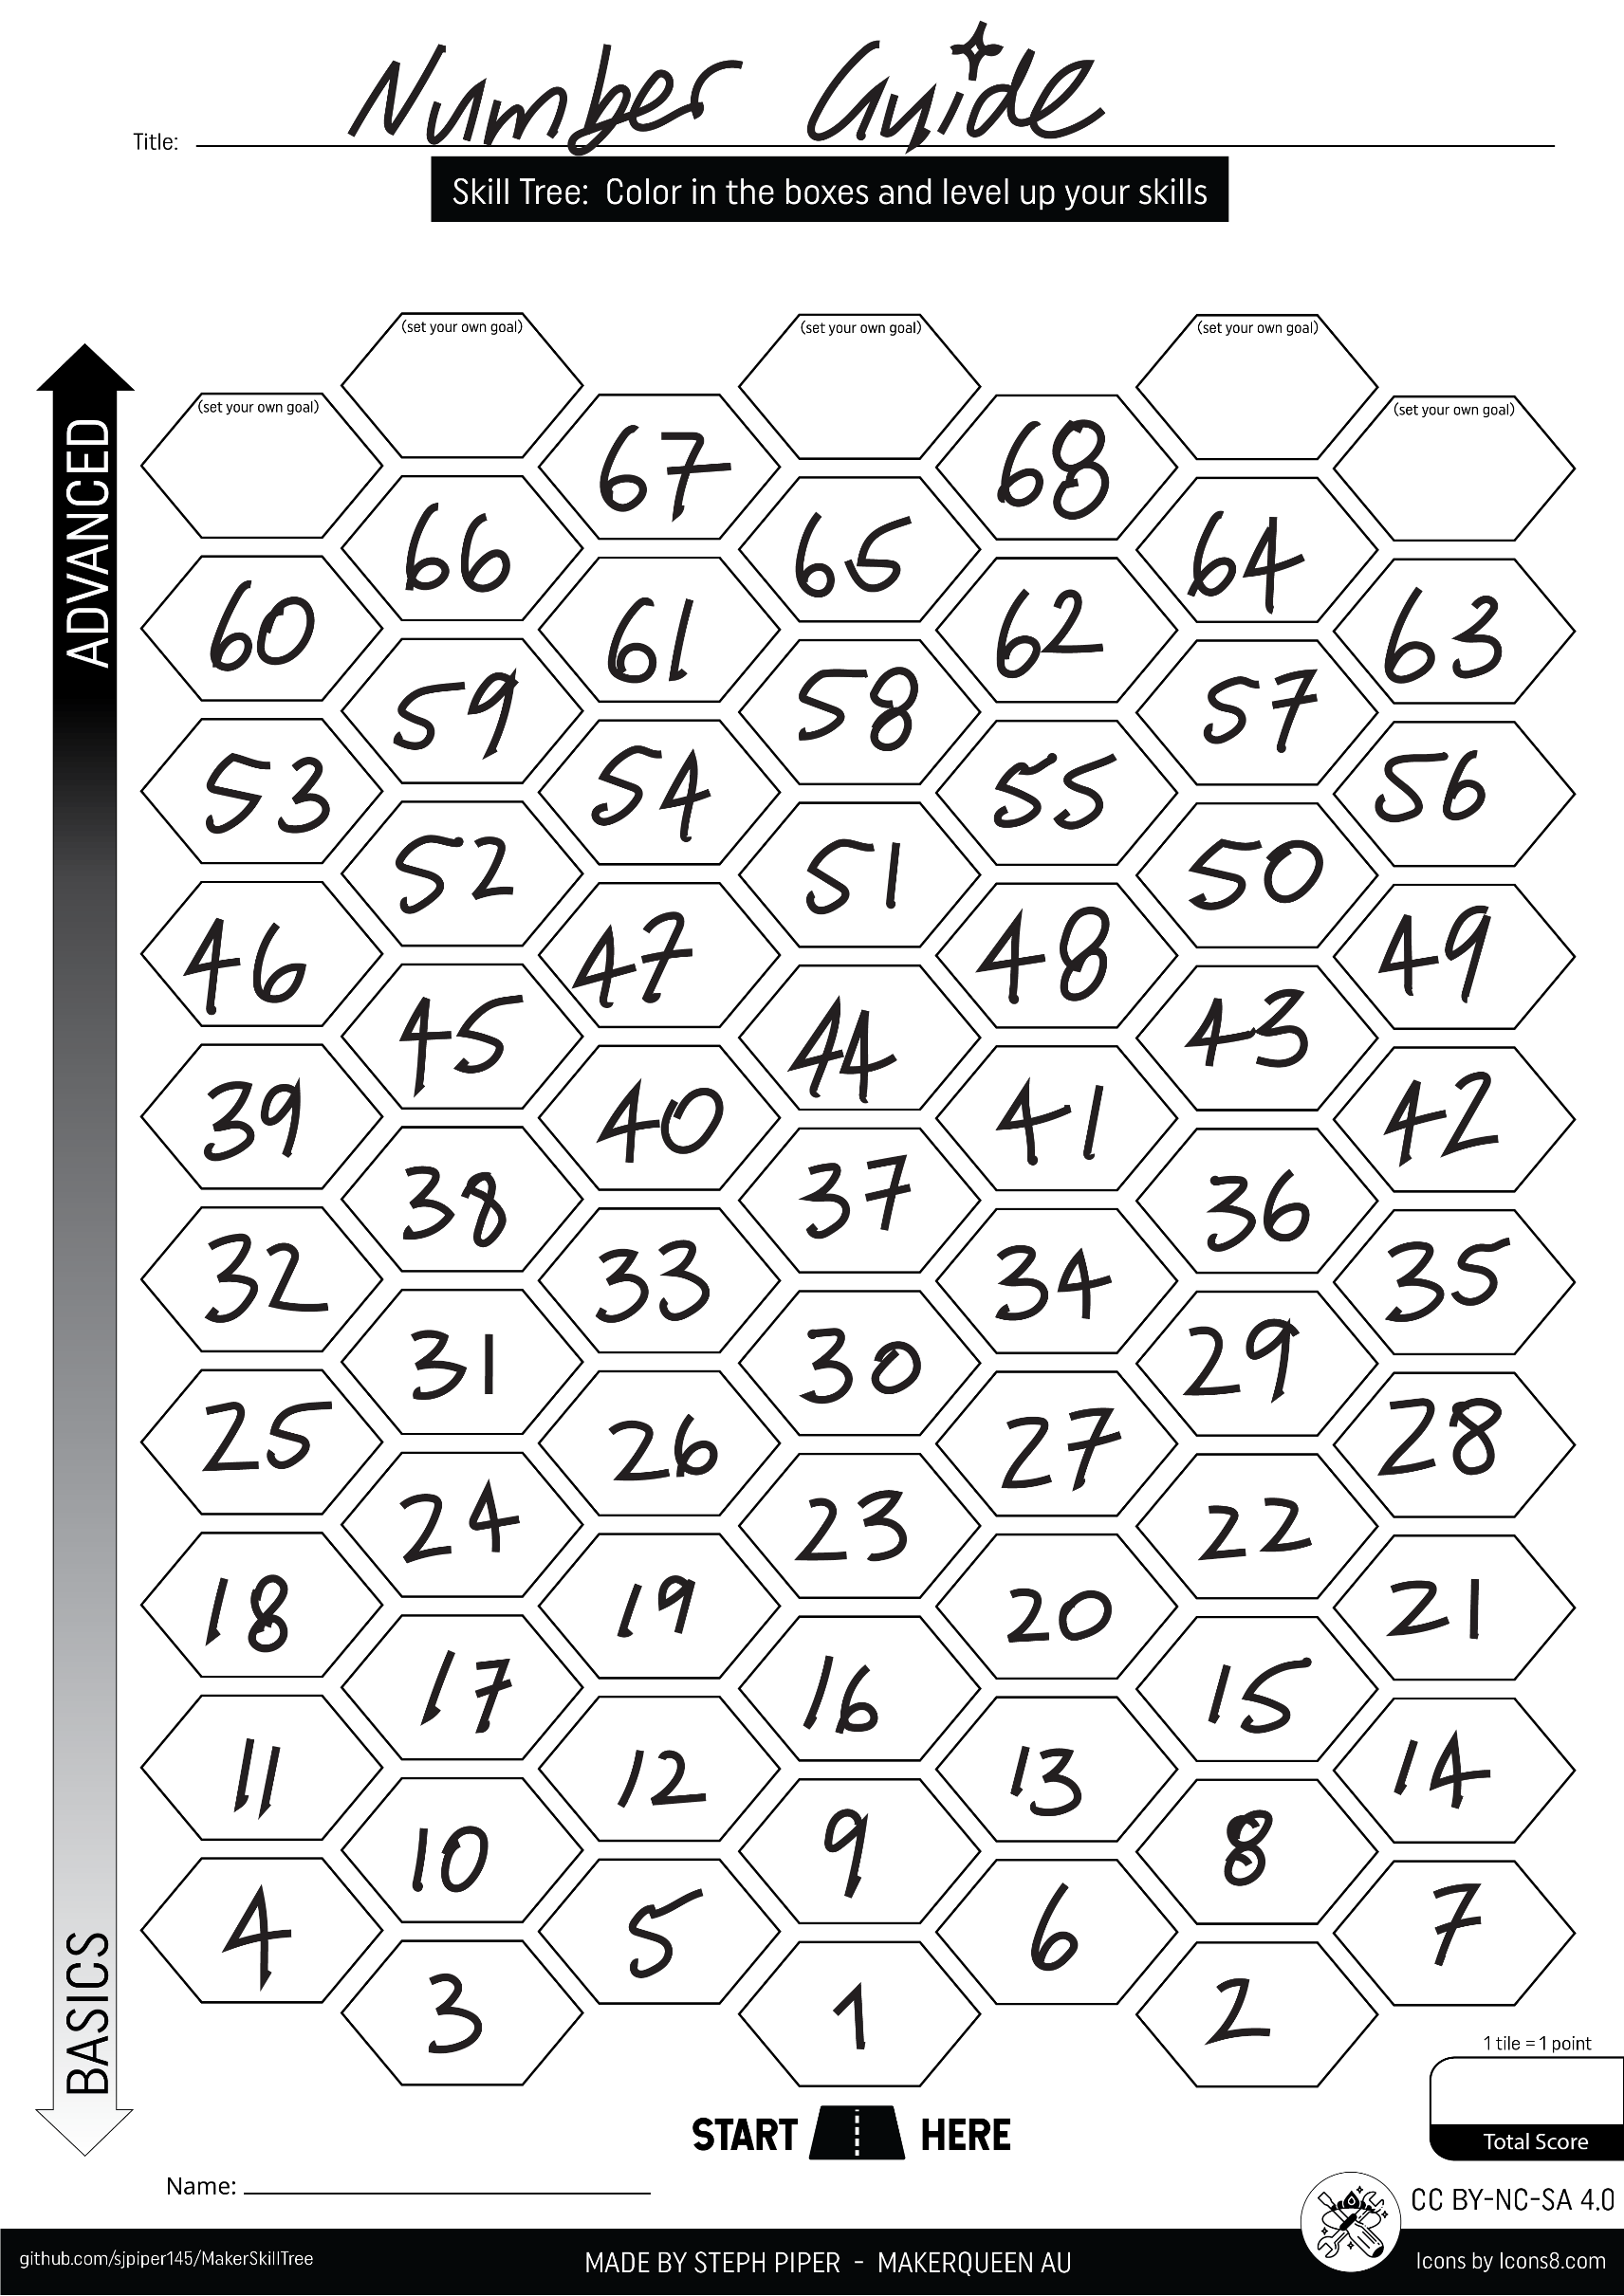 Number Guide
Title:
Skill Tree: Color in the boxes and level up your skills
(set your own goal) (set your own goal) (set your own goal)
(set your own goal) 67 68 (set your own goal)
66 65 64
60 61 62 63
59 58 57
53 54 55 56
52 51 50
46 47 48 49
45 44 43
39 40 41 42
38 37 36
32 33 34 35
31 30 29
25 26 27 28
24 23 22
18 19 20 21
17 16 15
11 12 13 14
10 9 8
4 5 6 7
3 1 2
ADVANCED
BASICS
1 tile = 1 point
Total Score
START HERE
Name:
CC BY-NC-SA 4.0
github.com/sjpiper145/MakerSkillTree
MADE BY STEPH PIPER - MAKERQUEEN AU
Icons by Icons8.com